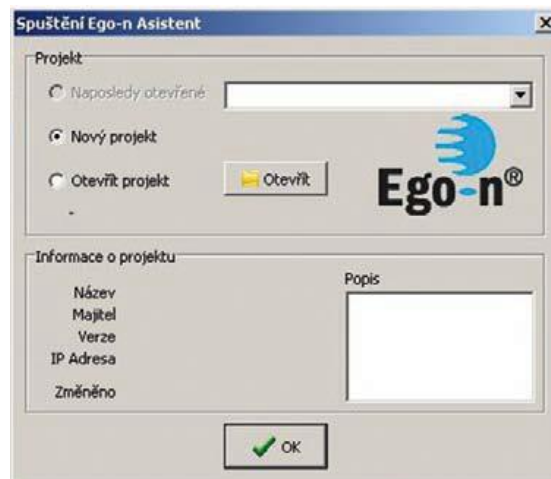 Spuštění Ego-n Asistent
Projekt
Naposledy otevřené
Nový projekt
Otevřít projekt
Otevřít
-
Ego-n®
Informace o projektu
Název
Majitel
Verze
IP Adresa
Změněno
Popis
OK